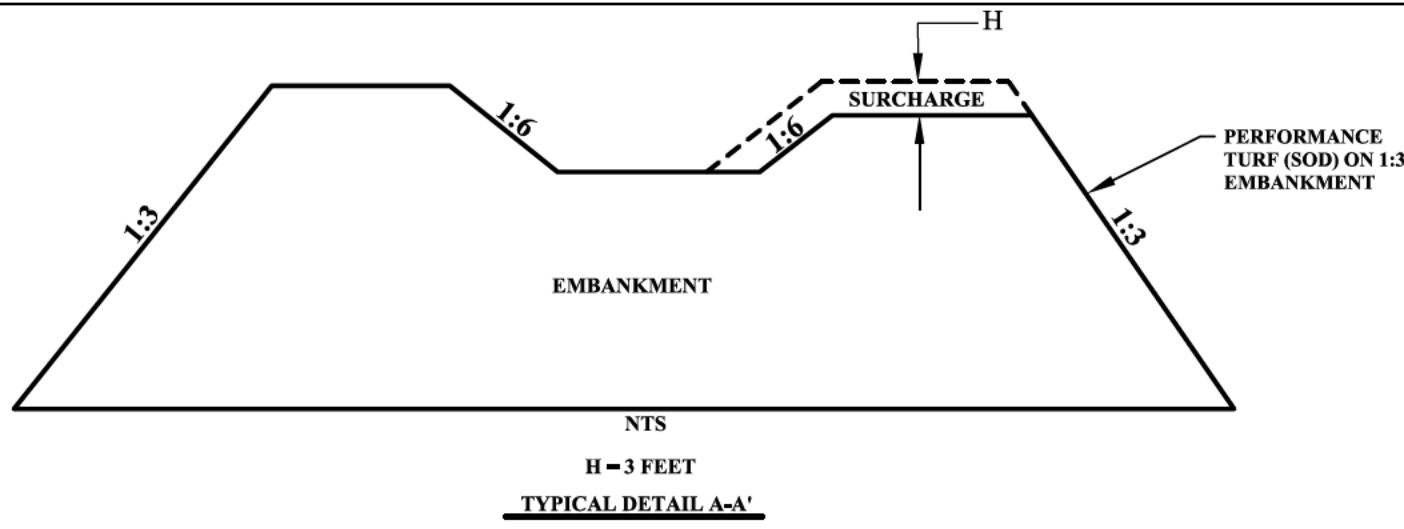 H
SURCHARGE
1:6
1:6
PERFORMANCE
TURF (SOD) ON 1:3
EMBANKMENT
1:3
1:3
EMBANKMENT
NTS
H = 3 FEET
TYPICAL DETAIL A-A'